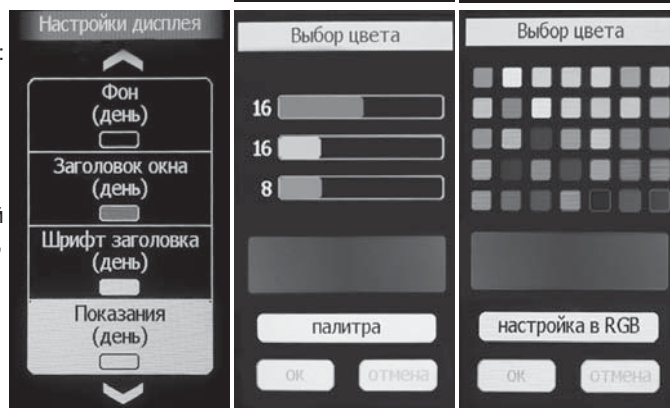 Настройки дисплея
Фон
(день)
Заголовок окна
(день)
Шрифт заголовка
(день)
Показания
(день)
Выбор цвета
16
16
8
палитра
ок
отмена
Выбор цвета
настройка в RGB
ок
отмена